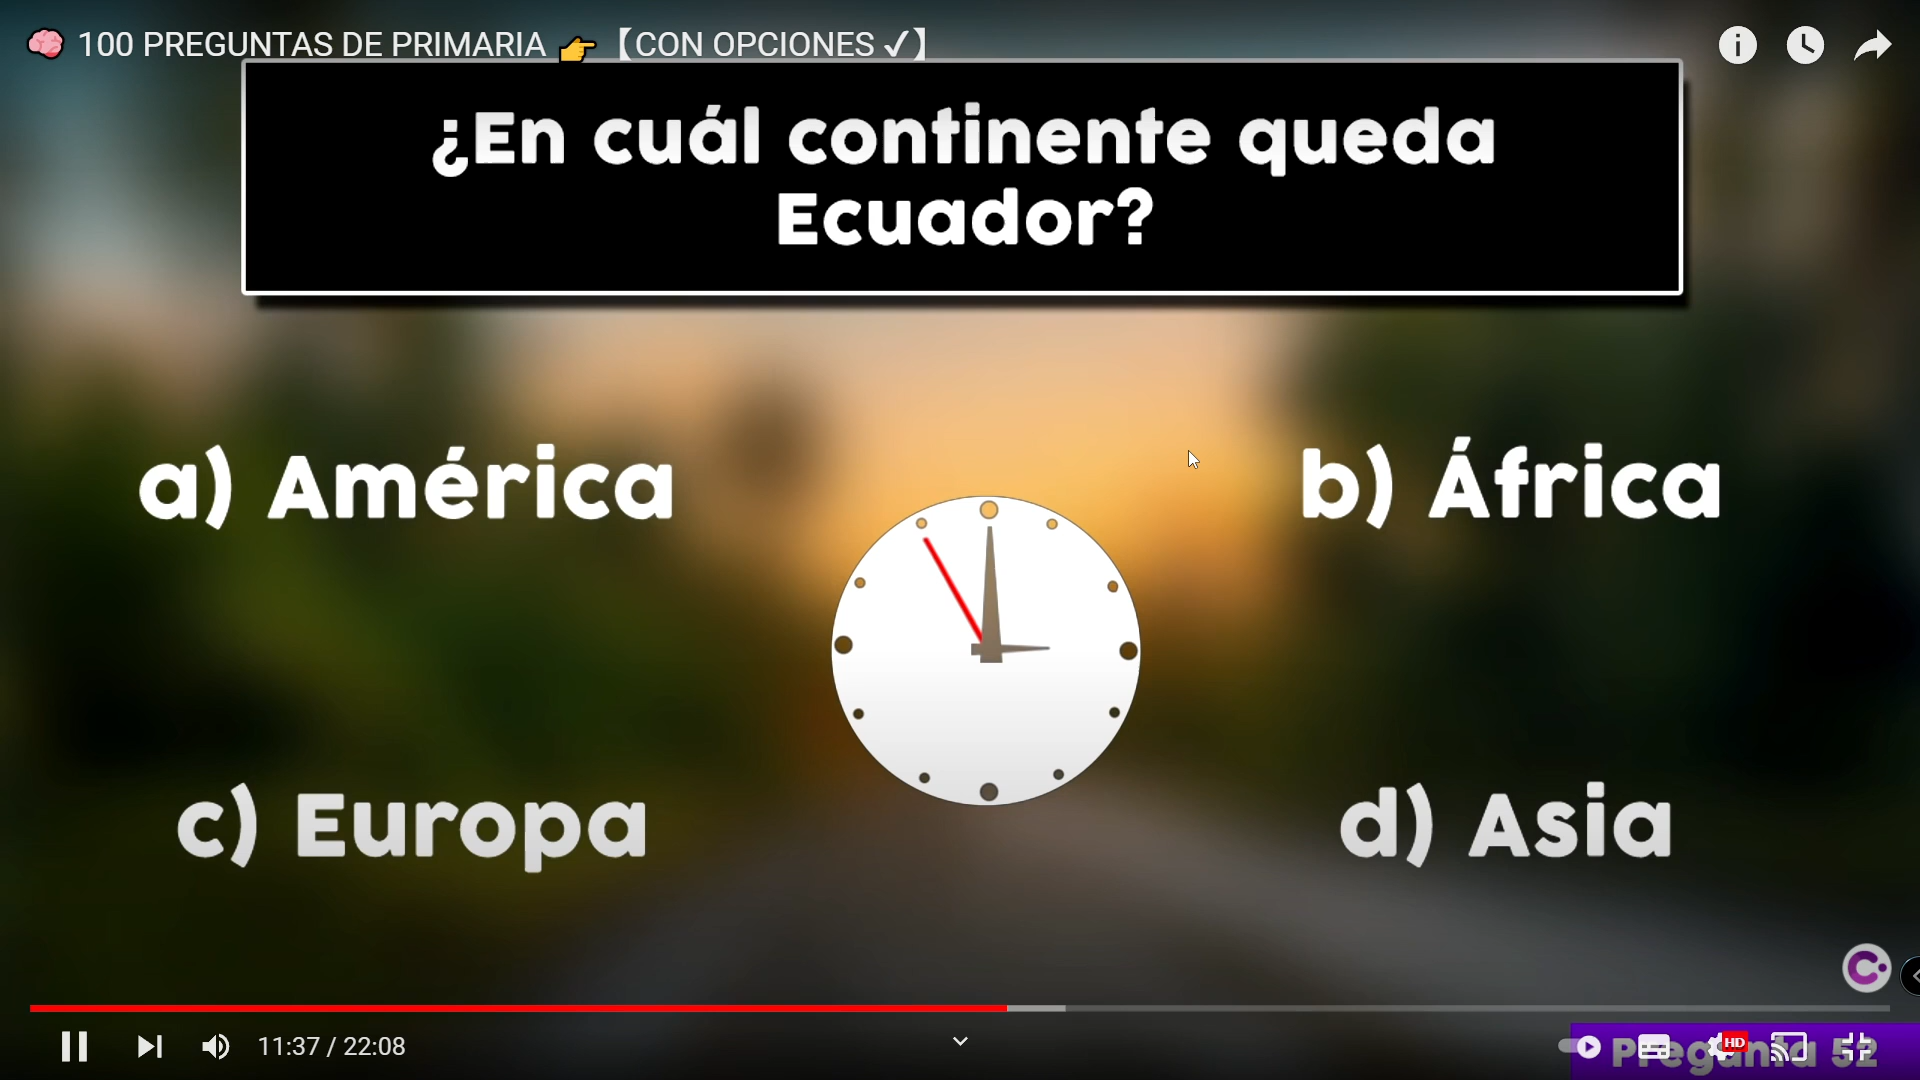 🧠 100 PREGUNTAS DE PRIMARIA 👉【CON OPCIONES ✓】
¿En cuál continente queda
Ecuador?
a) América
b) África
c) Europa
d) Asia
11:37 / 22:08
HD
Pregunta 52